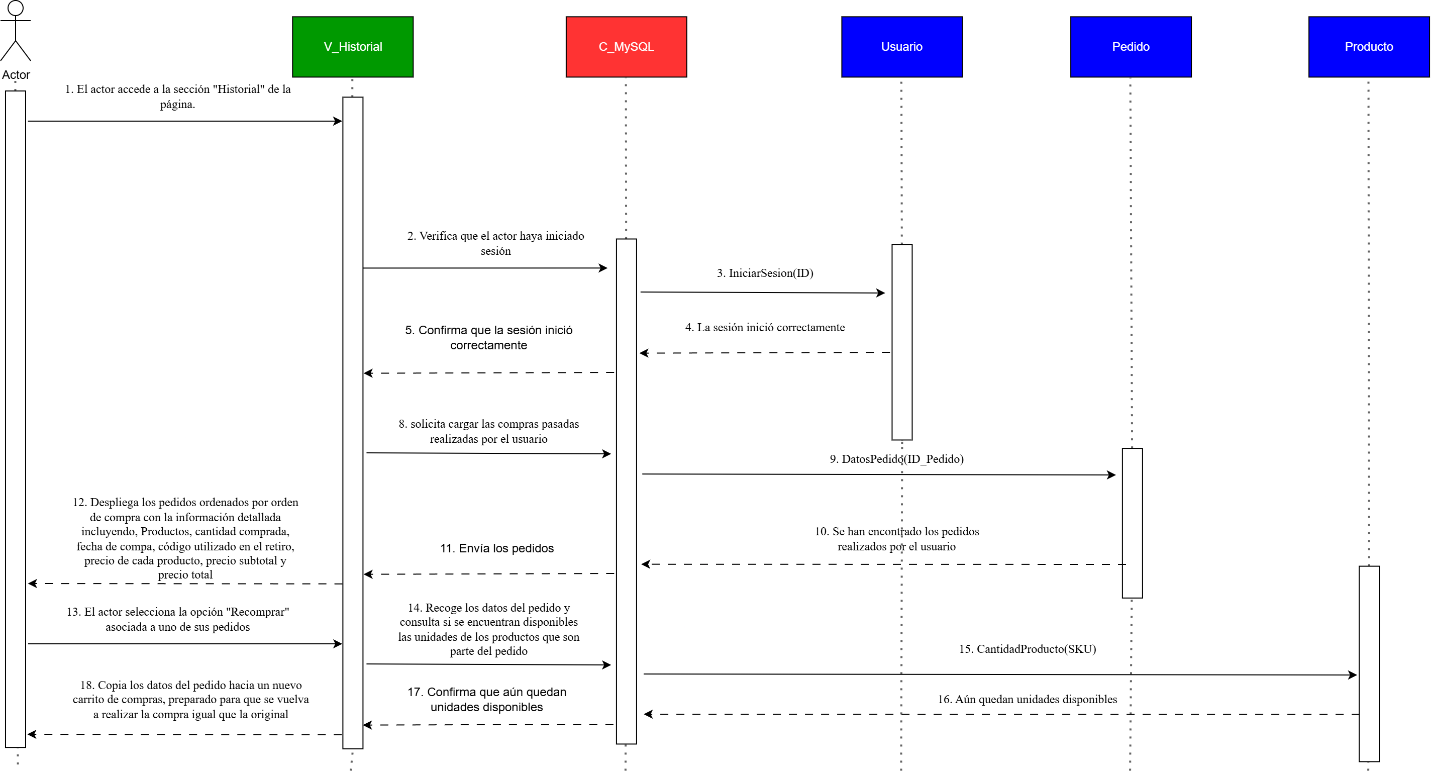 Actor
V_Historial
C_MySQL
Usuario
Pedido
Producto
1. El actor accede a la sección "Historial" de la
página.
2. Verifica que el actor haya iniciado
sesión
3. IniciarSesion(ID)
4. La sesión inició correctamente
5. Confirma que la sesión inició
correctamente
8. solicita cargar las compras pasadas
realizadas por el usuario
9. DatosPedido(ID_Pedido)
10. Se han encontrado los pedidos
realizados por el usuario
11. Envía los pedidos
12. Despliega los pedidos ordenados por orden
de compra con la información detallada
incluyendo, Productos, cantidad comprada,
fecha de compa, código utilizado en el retiro,
precio de cada producto, precio subtotal y
precio total
13. El actor selecciona la opción "Recomprar"
asociada a uno de sus pedidos
14. Recoge los datos del pedido y
consulta si se encuentran disponibles
las unidades de los productos que son
parte del pedido
15. CantidadProducto(SKU)
16. Aún quedan unidades disponibles
17. Confirma que aún quedan
unidades disponibles
18. Copia los datos del pedido hacia un nuevo
carrito de compras, preparado para que se vuelva
a realizar la compra igual que la original